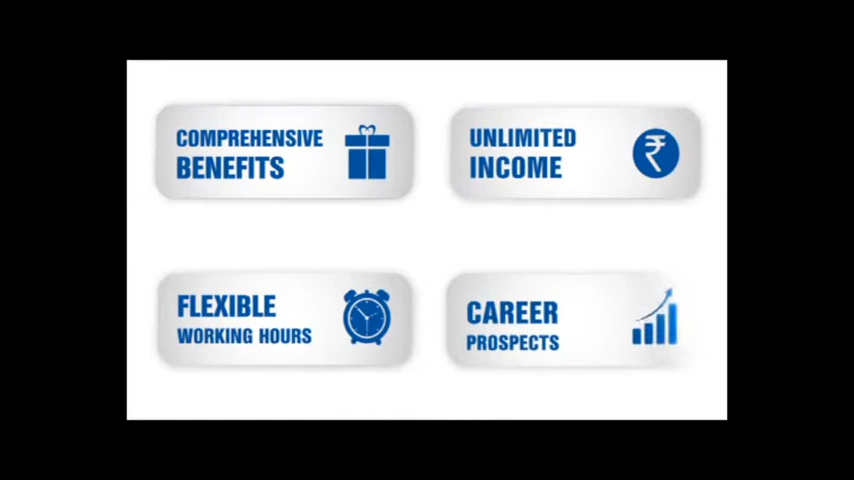 COMPREHENSIVE
BENEFITS
UNLIMITED
INCOME
FLEXIBLE
WORKING HOURS
CAREER
PROSPECTS